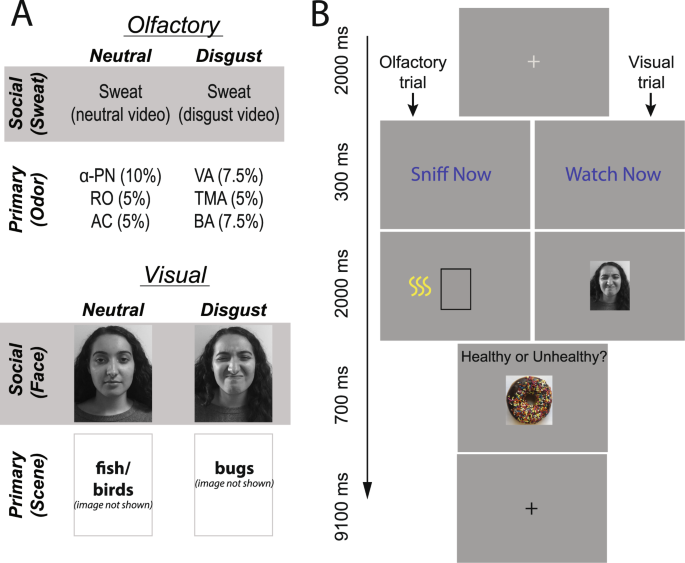 A
Olfactory
Neutral
Disgust
Social
(Sweat)
Sweat
(neutral video)
Sweat
(disgust video)
Primary
(Odor)
α-PN (10%)
VA (7.5%)
RO (5%)
TMA (5%)
AC (5%)
BA (7.5%)
Visual
Neutral
Disgust
Social
(Face)
Primary
(Scene)
fish/
birds
(image not shown)
bugs
(image not shown)
B
2000 ms
Olfactory
trial
Visual
trial
300 ms
Sniff Now
Watch Now
2000 ms
700 ms
Healthy or Unhealthy?
9100 ms